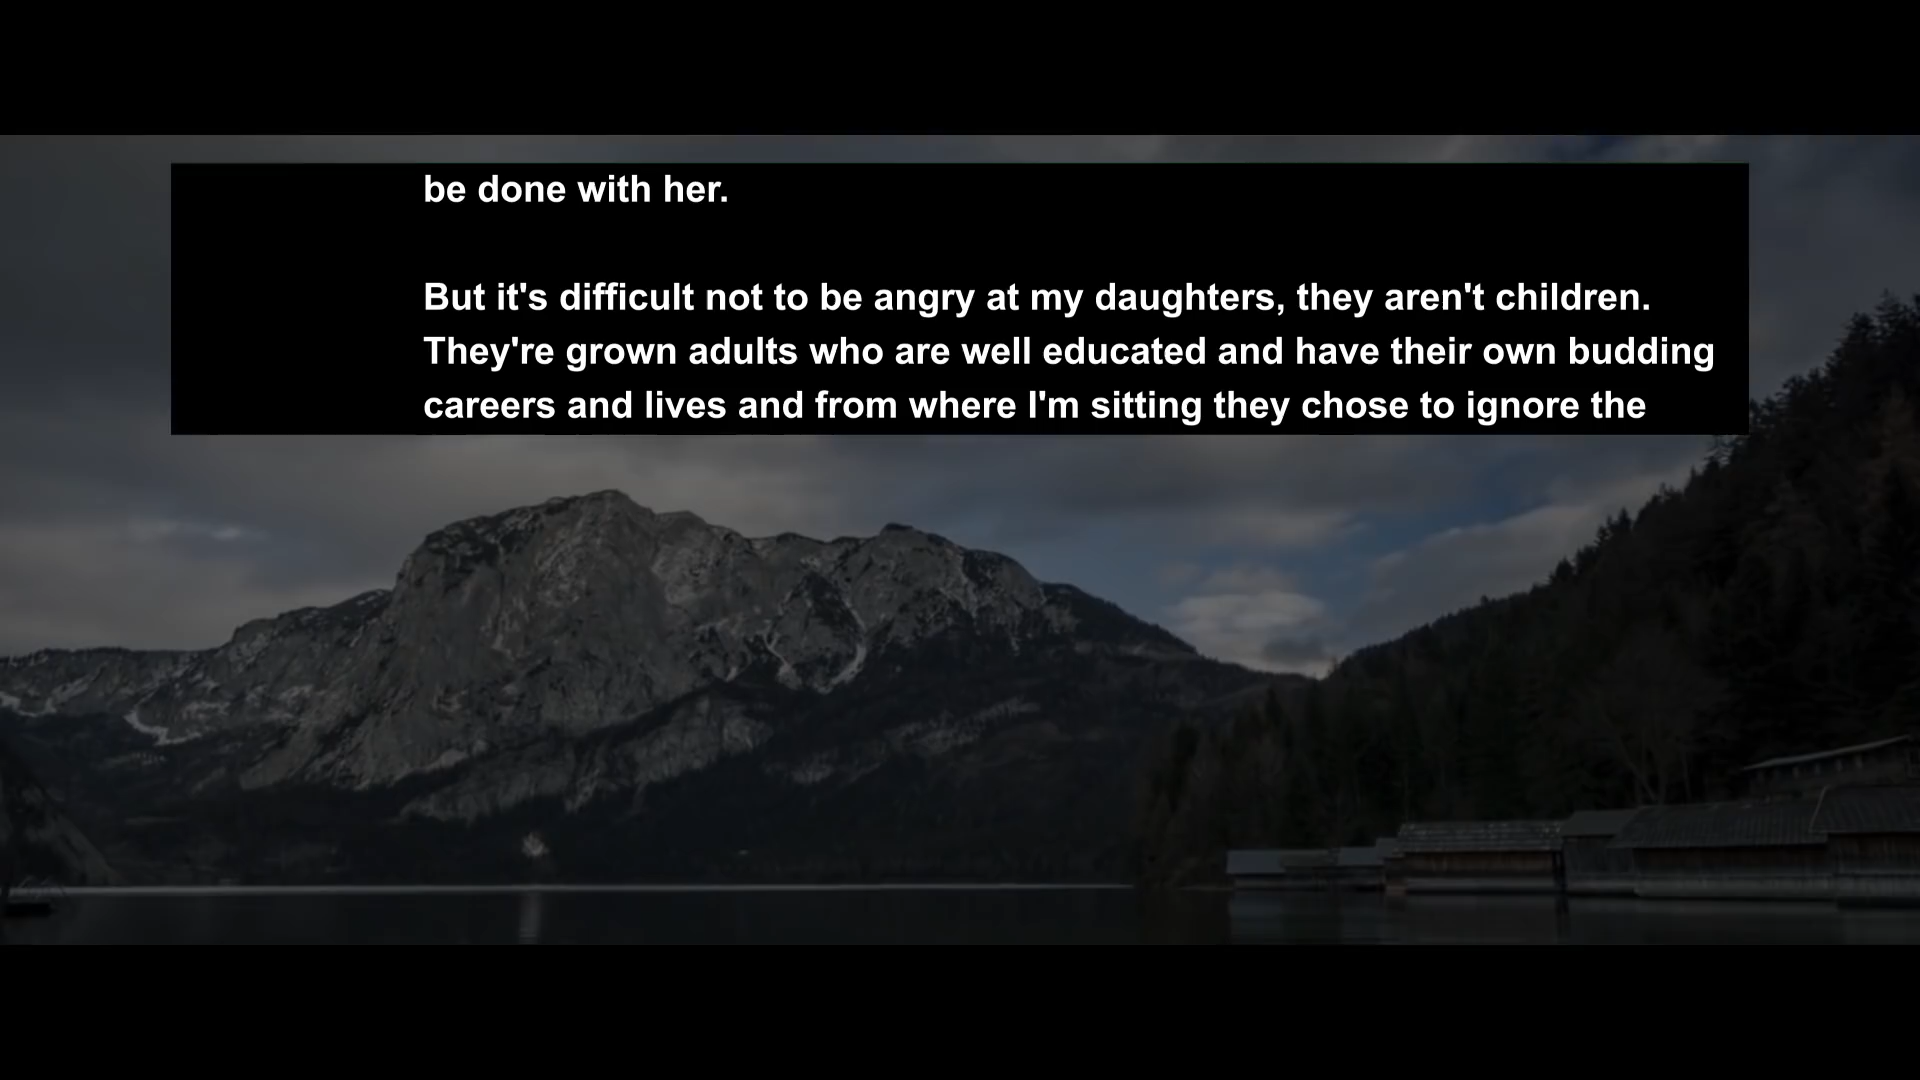 be done with her.
But it's difficult not to be angry at my daughters, they aren't children.
They're grown adults who are well educated and have their own budding
careers and lives and from where I'm sitting they chose to ignore the